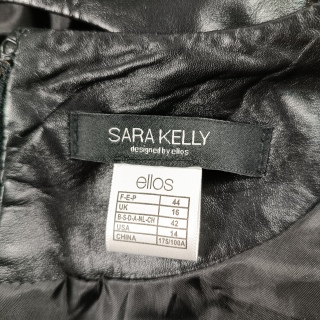 SARA KELLY
designed by ellos
ellos
F-E-P 44
UK 16
B-S-D-A-NL-CH 42
USA 14
CHINA 175/100A